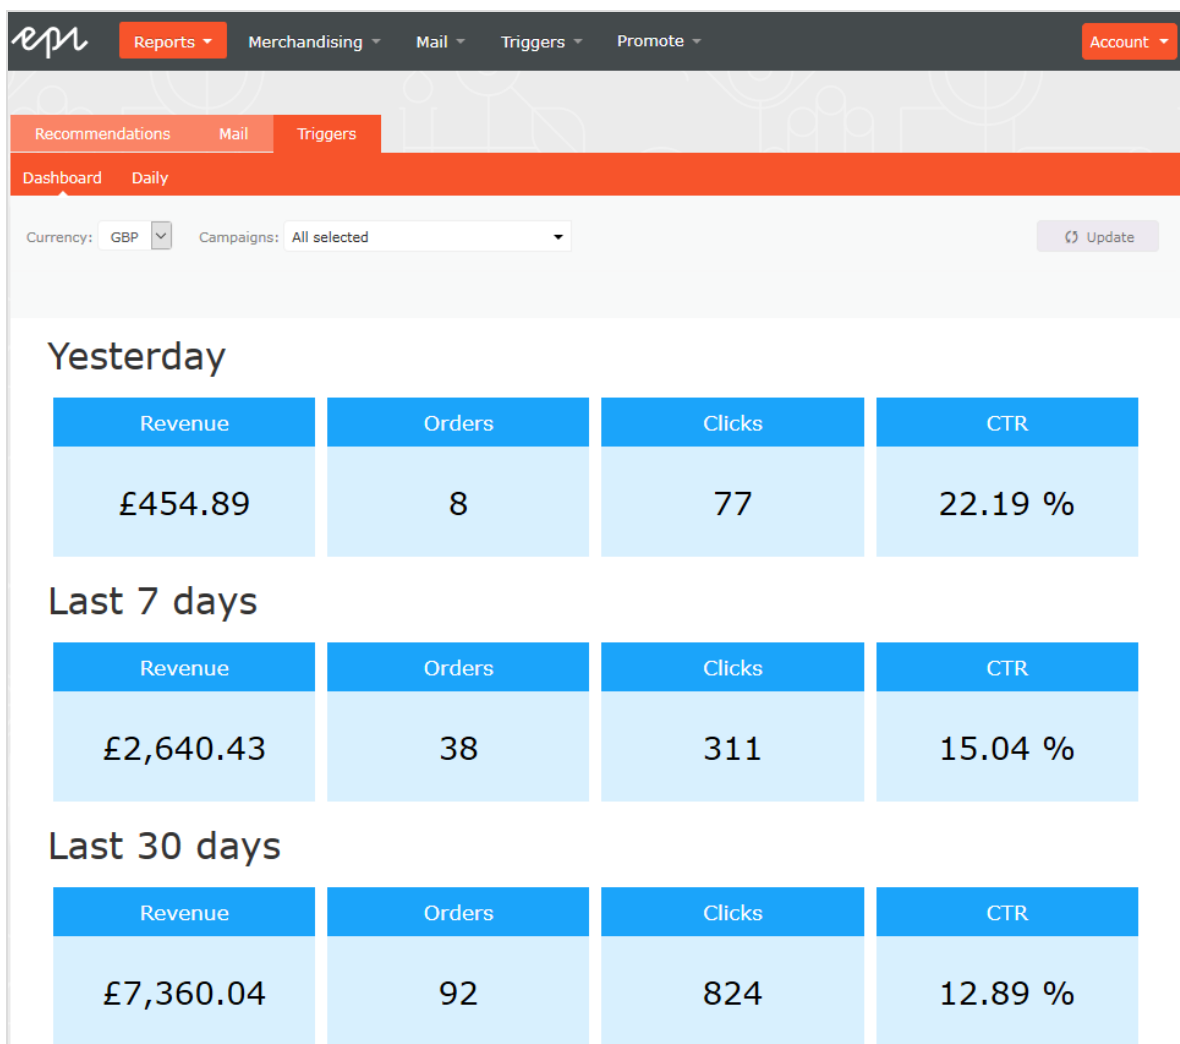 epi Reports Merchandising Mail Triggers Promote Account
Recommendations Mail Triggers
Dashboard Daily
Currency: GBP Campaigns: All selected Update
Yesterday
Revenue Orders Clicks CTR
£454.89 8 77 22.19 %
Last 7 days
Revenue Orders Clicks CTR
£2,640.43 38 311 15.04 %
Last 30 days
Revenue Orders Clicks CTR
£7,360.04 92 824 12.89 %